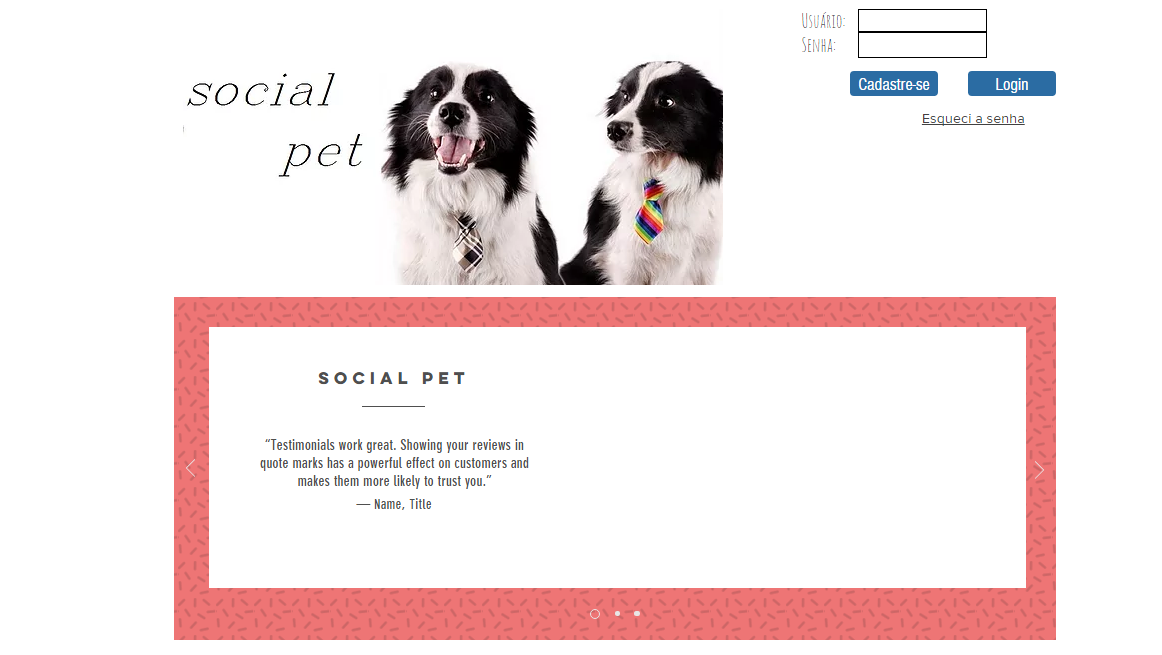 social
pet
Usuário:
Senha:
Cadastre-se
Login
Esqueci a senha
SOCIAL PET
“Testimonials work great. Showing your reviews in
quote marks has a powerful effect on customers and
makes them more likely to trust you.”
— Name, Title